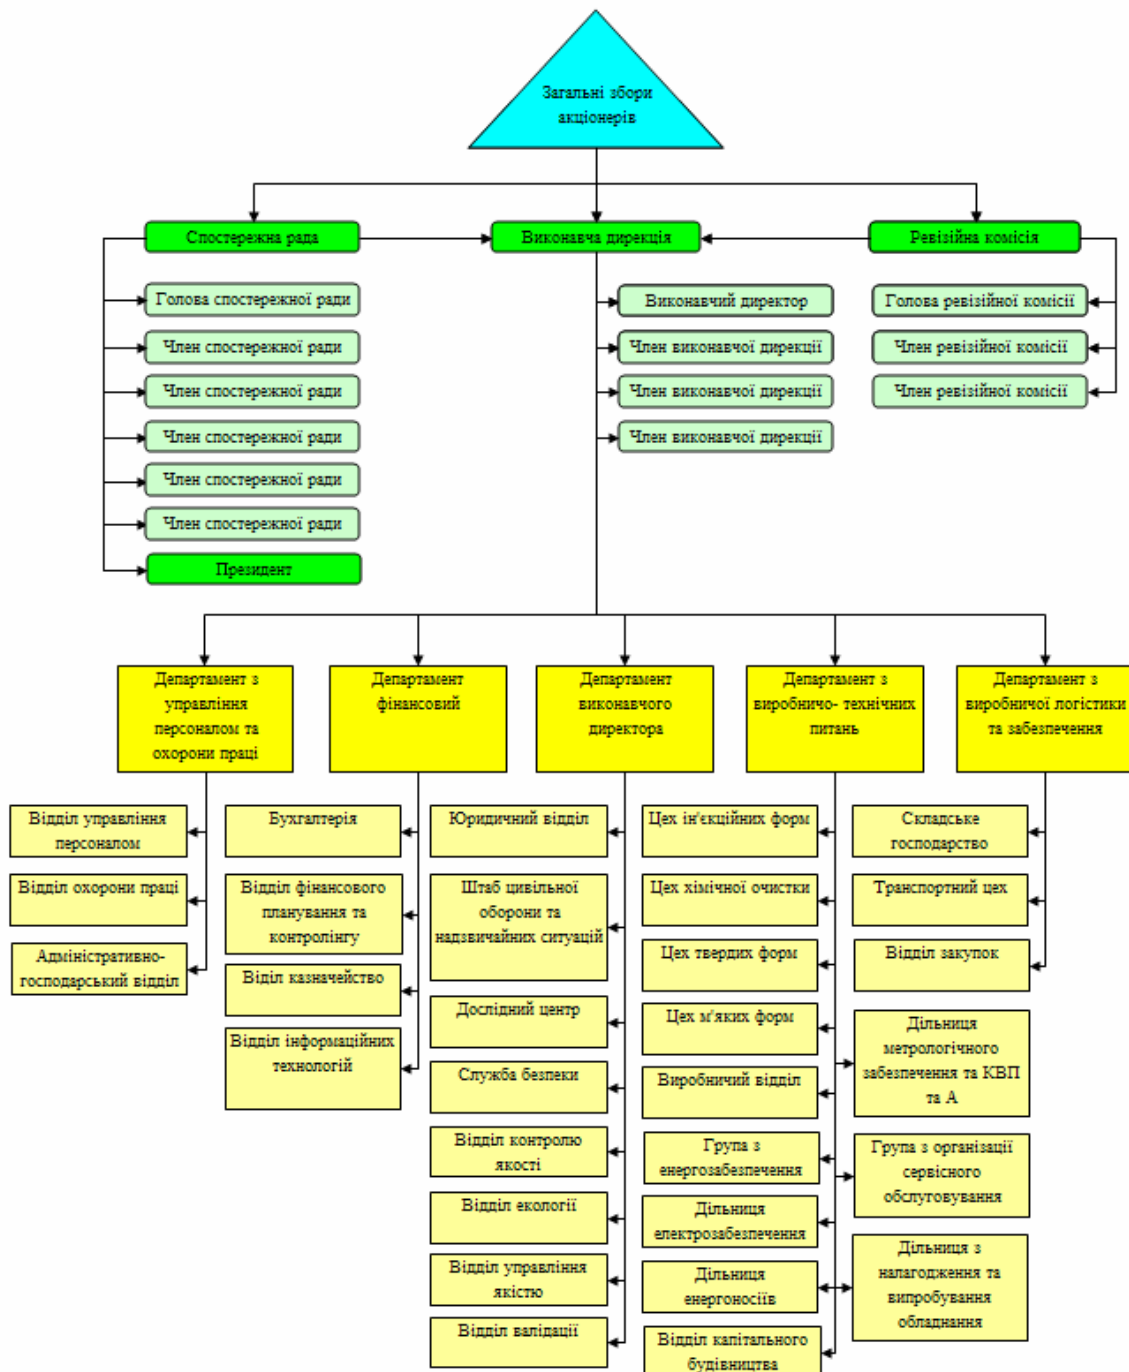 Загальні збори
акціонерів
Спостережна рада
Виконавча дирекція
Ревізійна комісія
Голова спостережної ради
Член спостережної ради
Член спостережної ради
Член спостережної ради
Член спостережної ради
Член спостережної ради
Президент
Виконавчий директор
Член виконавчої дирекції
Член виконавчої дирекції
Член виконавчої дирекції
Голова ревізійної комісії
Член ревізійної комісії
Член ревізійної комісії
Департамент з
управління
персоналом та
охорони праці
Департамент
фінансовий
Департамент
виконавчого
директора
Департамент з
виробничо- технічних
питань
Департамент з
виробничої логістики
та забезпечення
Відділ управління
персоналом
Відділ охорони праці
Адміністративно-
господарський відділ
Бухгалтерія
Відділ фінансового
планування та
контролінгу
Віділ казначейство
Відділ інформаційних
технологій
Юридичний відділ
Штаб цивільної
оборони та
надзвичайних ситуацій
Дослідний центр
Служба безпеки
Відділ контролю
якості
Відділ екології
Відділ управління
якістю
Відділ валідації
Цех ін'єкційних форм
Цех хімічної очистки
Цех твердих форм
Цех м'яких форм
Виробничий відділ
Група з
енергозабезпечення
Дільниця
електрозабезпечення
Дільниця
енергоносіїв
Відділ капітального
будівництва
Складське
господарство
Транспортний цех
Відділ закупок
Дільниця
метрологічного
забезпечення та КВП
та А
Група з організації
сервісного
обслуговування
Дільниця з
налагодження та
випробування
обладнання